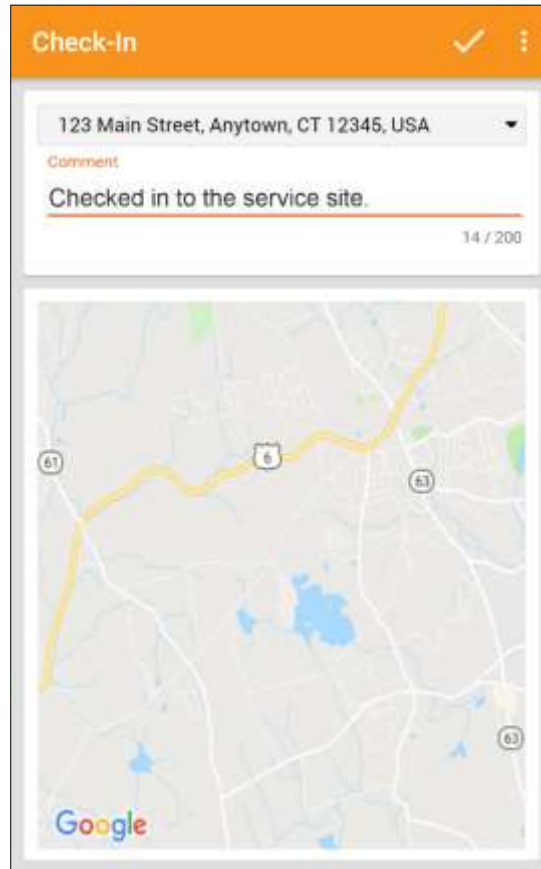 Check-In
123 Main Street, Anytown, CT 12345, USA
Comment
Checked in to the service site.
14 / 200
61
6
63
63
Google